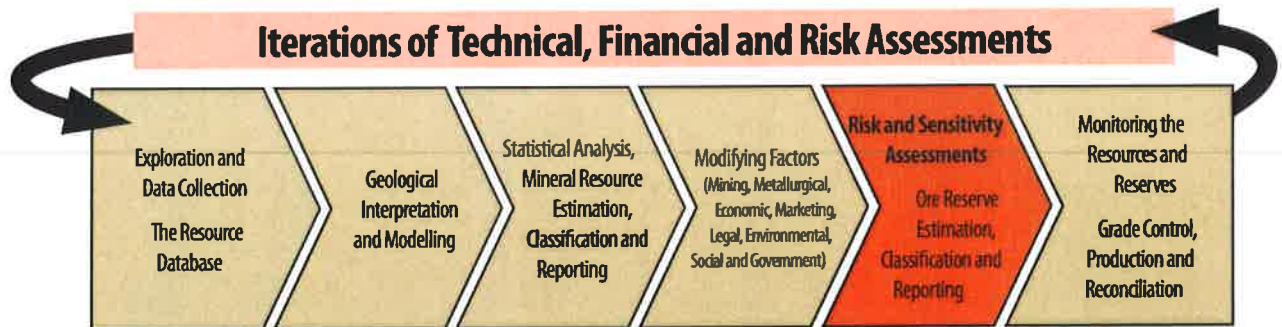 Iterations of Technical, Financial and Risk Assessments
Exploration and
Data Collection
The Resource
Database
Geological
Interpretation
and Modelling
Statistical Analysis,
Mineral Resource
Estimation,
Classification and
Reporting
Modifying Factors
(Mining, Metallurgical,
Economic, Marketing,
Legal, Environmental,
Social and Government)
Risk and Sensitivity
Assessments
Ore Reserve
Estimation,
Classification and
Reporting
Monitoring the
Resources and
Reserves
Grade Control,
Production and
Reconciliation